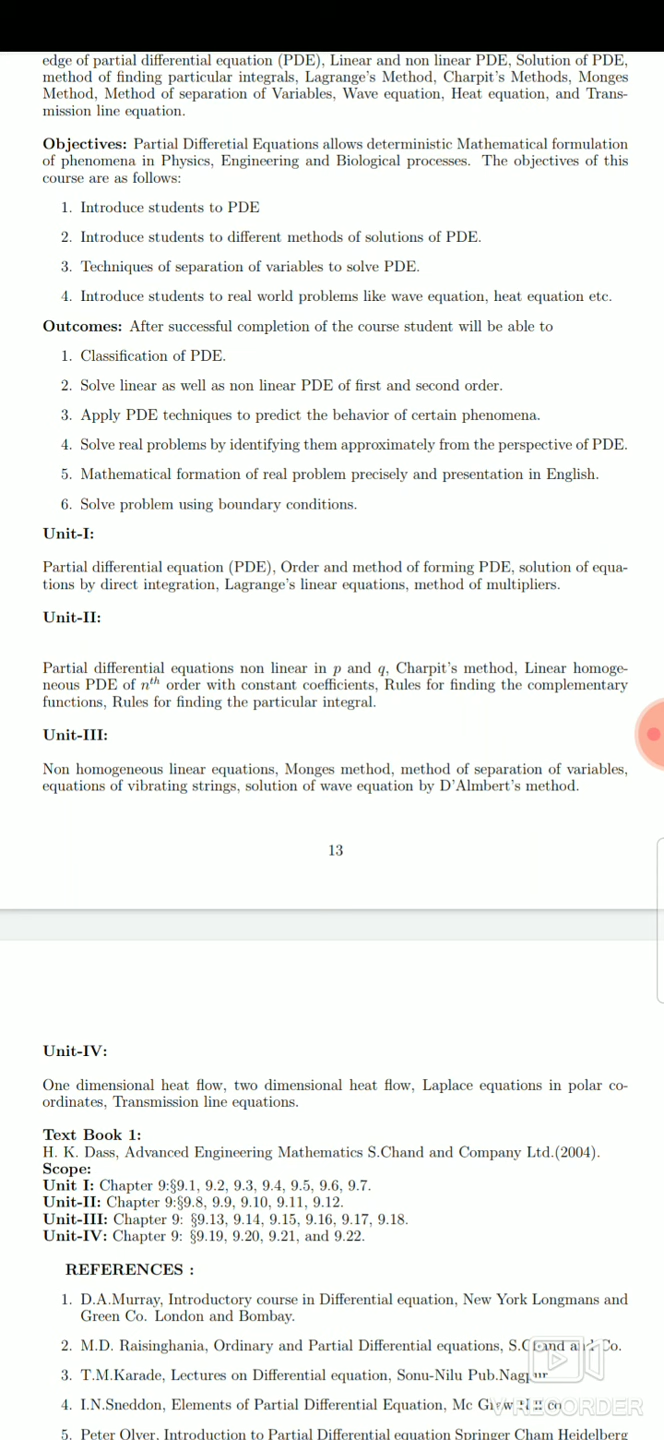 edge of partial differential equation (PDE), Linear and non linear PDE, Solution of PDE,
method of finding particular integrals, Lagrange's Method, Charpit's Methods, Monges
Method, Method of separation of Variables, Wave equation, Heat equation, and Trans-
mission line equation.
Objectives: Partial Differetial Equations allows deterministic Mathematical formulation
of phenomena in Physics, Engineering and Biological processes. The objectives of this
course are as follows:
1. Introduce students to PDE
2. Introduce students to different methods of solutions of PDE.
3. Techniques of separation of variables to solve PDE.
4. Introduce students to real world problems like wave equation, heat equation etc.
Outcomes: After successful completion of the course student will be able to
1. Classification of PDE.
2. Solve linear as well as non linear PDE of first and second order.
3. Apply PDE techniques to predict the behavior of certain phenomena.
4. Solve real problems by identifying them approximately from the perspective of PDE.
5. Mathematical formation of real problem precisely and presentation in English.
6. Solve problem using boundary conditions.
Unit-I:
Partial differential equation (PDE), Order and method of forming PDE, solution of equa-
tions by direct integration, Lagrange's linear equations, method of multipliers.
Unit-II:
Partial differential equations non linear in p and q, Charpit's method, Linear homoge-
neous PDE of nth order with constant coefficients, Rules for finding the complementary
functions, Rules for finding the particular integral.
Unit-III:
Non homogeneous linear equations, Monges method, method of separation of variables,
equations of vibrating strings, solution of wave equation by D'Almbert's method.
13
Unit-IV:
One dimensional heat flow, two dimensional heat flow, Laplace equations in polar co-
ordinates, Transmission line equations.
Text Book 1:
H. K. Dass, Advanced Engineering Mathematics S.Chand and Company Ltd.(2004).
Scope:
Unit I: Chapter 9:§9.1, 9.2, 9.3, 9.4, 9.5, 9.6, 9.7.
Unit-II: Chapter 9:§9.8, 9.9, 9.10, 9.11, 9.12.
Unit-III: Chapter 9: §9.13, 9.14, 9.15, 9.16, 9.17, 9.18.
Unit-IV: Chapter 9: §9.19, 9.20, 9.21, and 9.22.
REFERENCES :
1. D.A.Murray, Introductory course in Differential equation, New York Longmans and
Green Co. London and Bombay.
2. M.D. Raisinghania, Ordinary and Partial Differential equations, S.Chand and Co.
3. T.M.Karade, Lectures on Differential equation, Sonu-Nilu Pub.Nagpur
4. I.N.Sneddon, Elements of Partial Differential Equation, Mc Graw Hill co
V RECORDER
5. Peter Olver, Introduction to Partial Differential equation Springer Cham Heidelberg